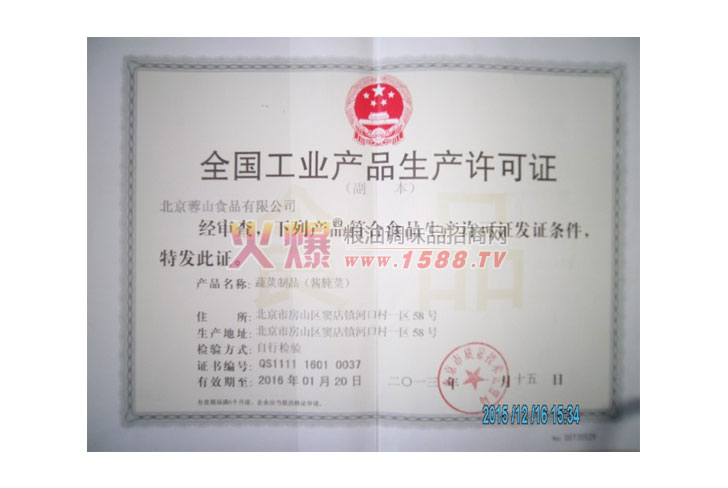 全国工业产品生产许可证
（副 本）
北京蓉山食品有限公司
经审查，下列产品符合食品生产许可证发证条件，
特发此证。
火爆®粮油调味品招商网
www.1588.TV
食品
产品名称： 蔬菜制品（酱腌菜）
住 所： 北京市房山区窦店镇河口村一区58号
生产地址： 北京市房山区窦店镇河口村一区58号
检验方式： 自行检验
证书编号： QS1111 1601 0037
有效期至： 2016年01月20日
二〇一三年 月十五日
2015/12/16 15:34
No.